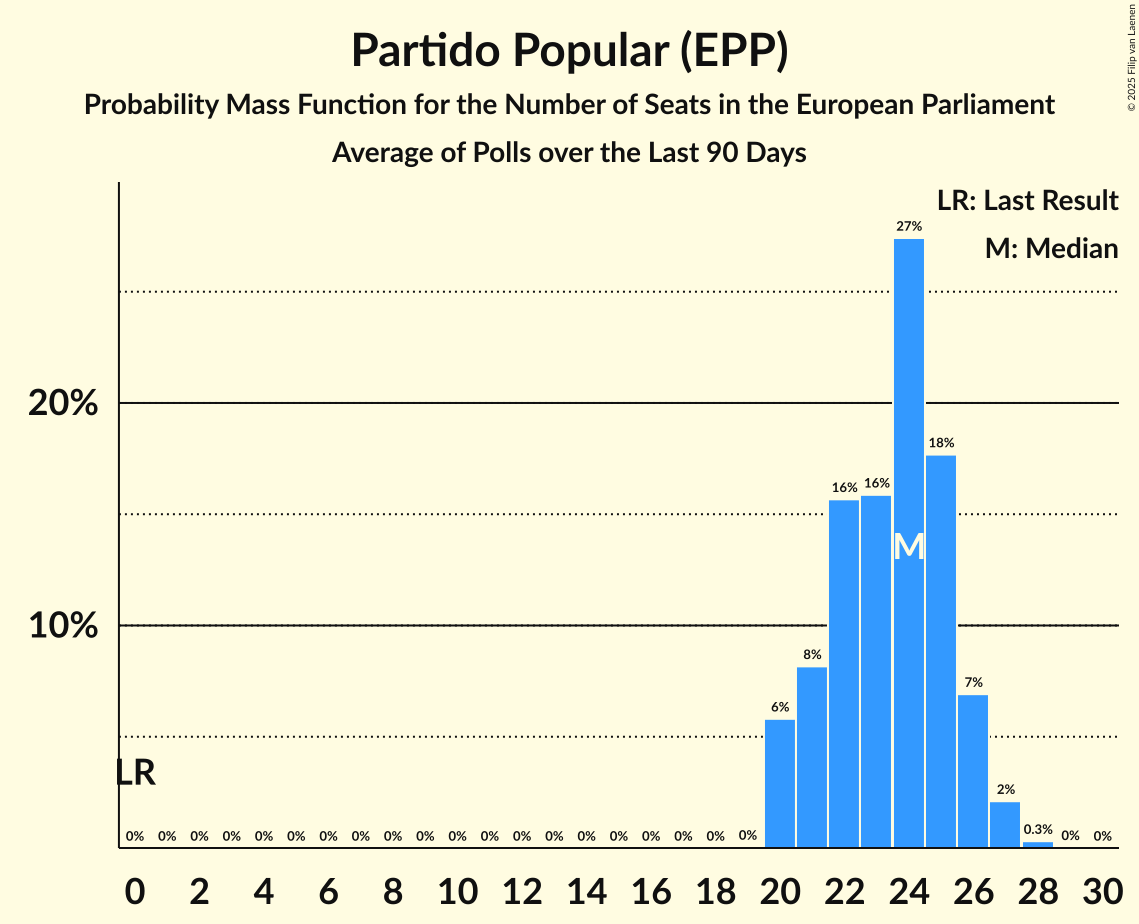 Partido Popular (EPP)
Probability Mass Function for the Number of Seats in the European Parliament
Average of Polls over the Last 90 Days
© 2025 Filip van Laenen
LR: Last Result
M: Median
27%
20%
18%
16% 16%
M
10%
8%
7%
6%
LR
2%
0% 0% 0% 0% 0% 0% 0% 0% 0% 0% 0% 0% 0% 0% 0% 0% 0% 0% 0% 0% 0.3% 0% 0%
0 2 4 6 8 10 12 14 16 18 20 22 24 26 28 30